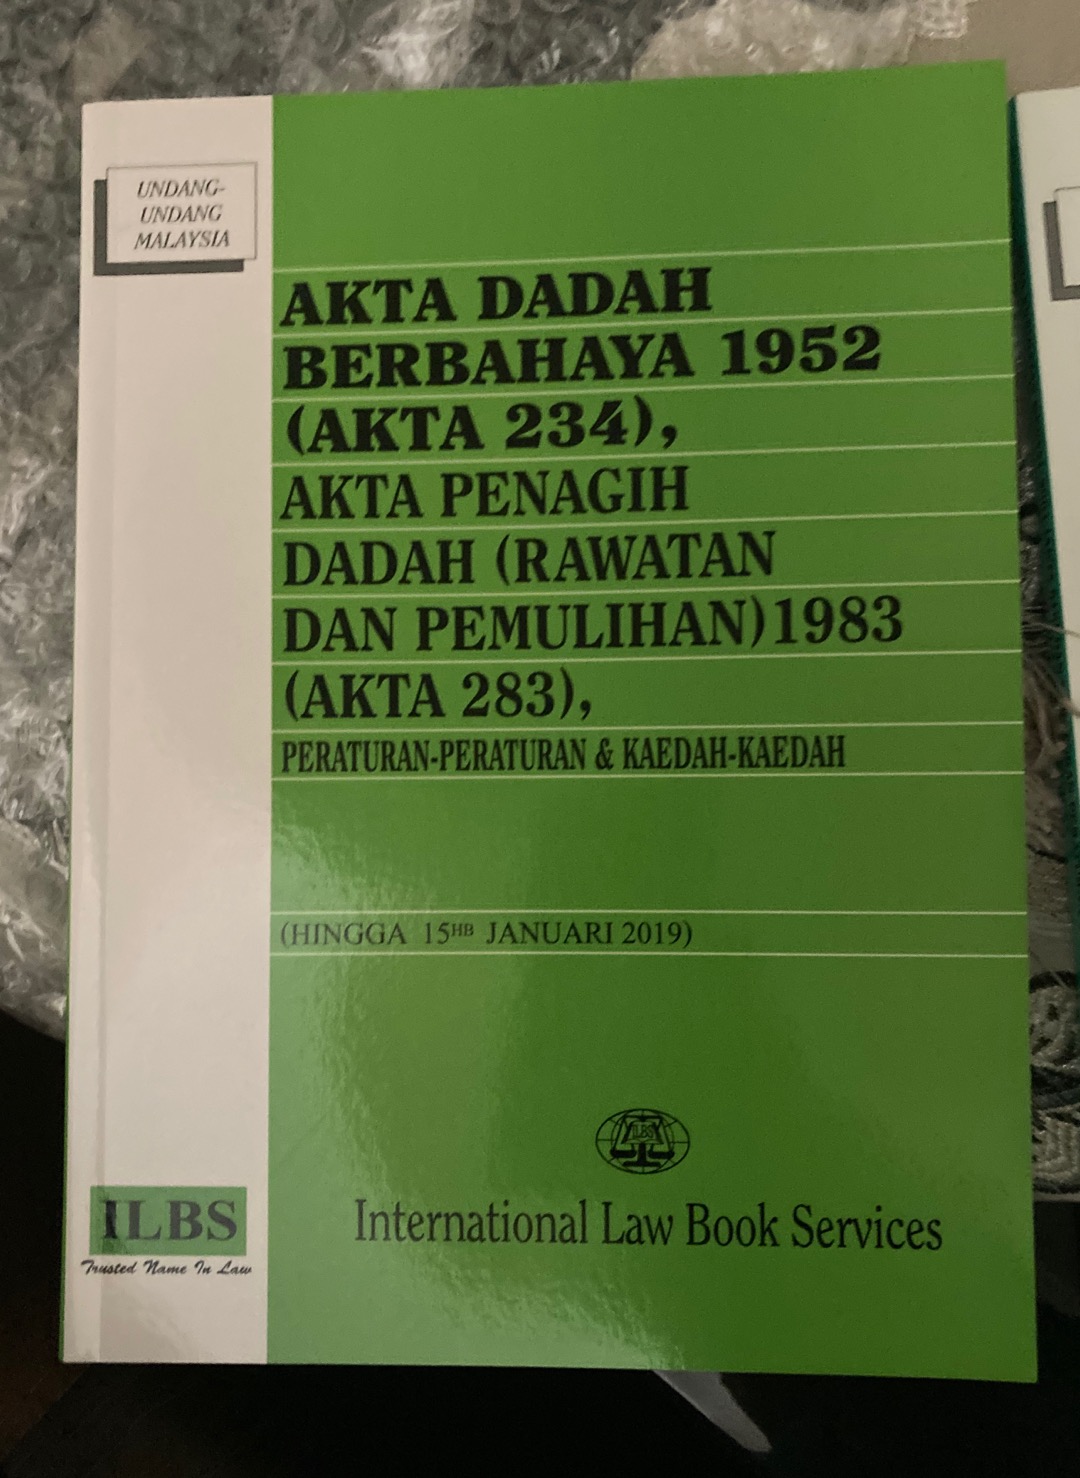 UNDANG-
UNDANG
MALAYSIA
AKTA DADAH
BERBAHAYA 1952
(AKTA 234),
AKTA PENAGIH
DADAH (RAWATAN
DAN PEMULIHAN)1983
(AKTA 283),
PERATURAN-PERATURAN & KAEDAH-KAEDAH
(HINGGA 15HB JANUARI 2019)
ILBS
International Law Book Services
ILBS
Trusted Name In Law